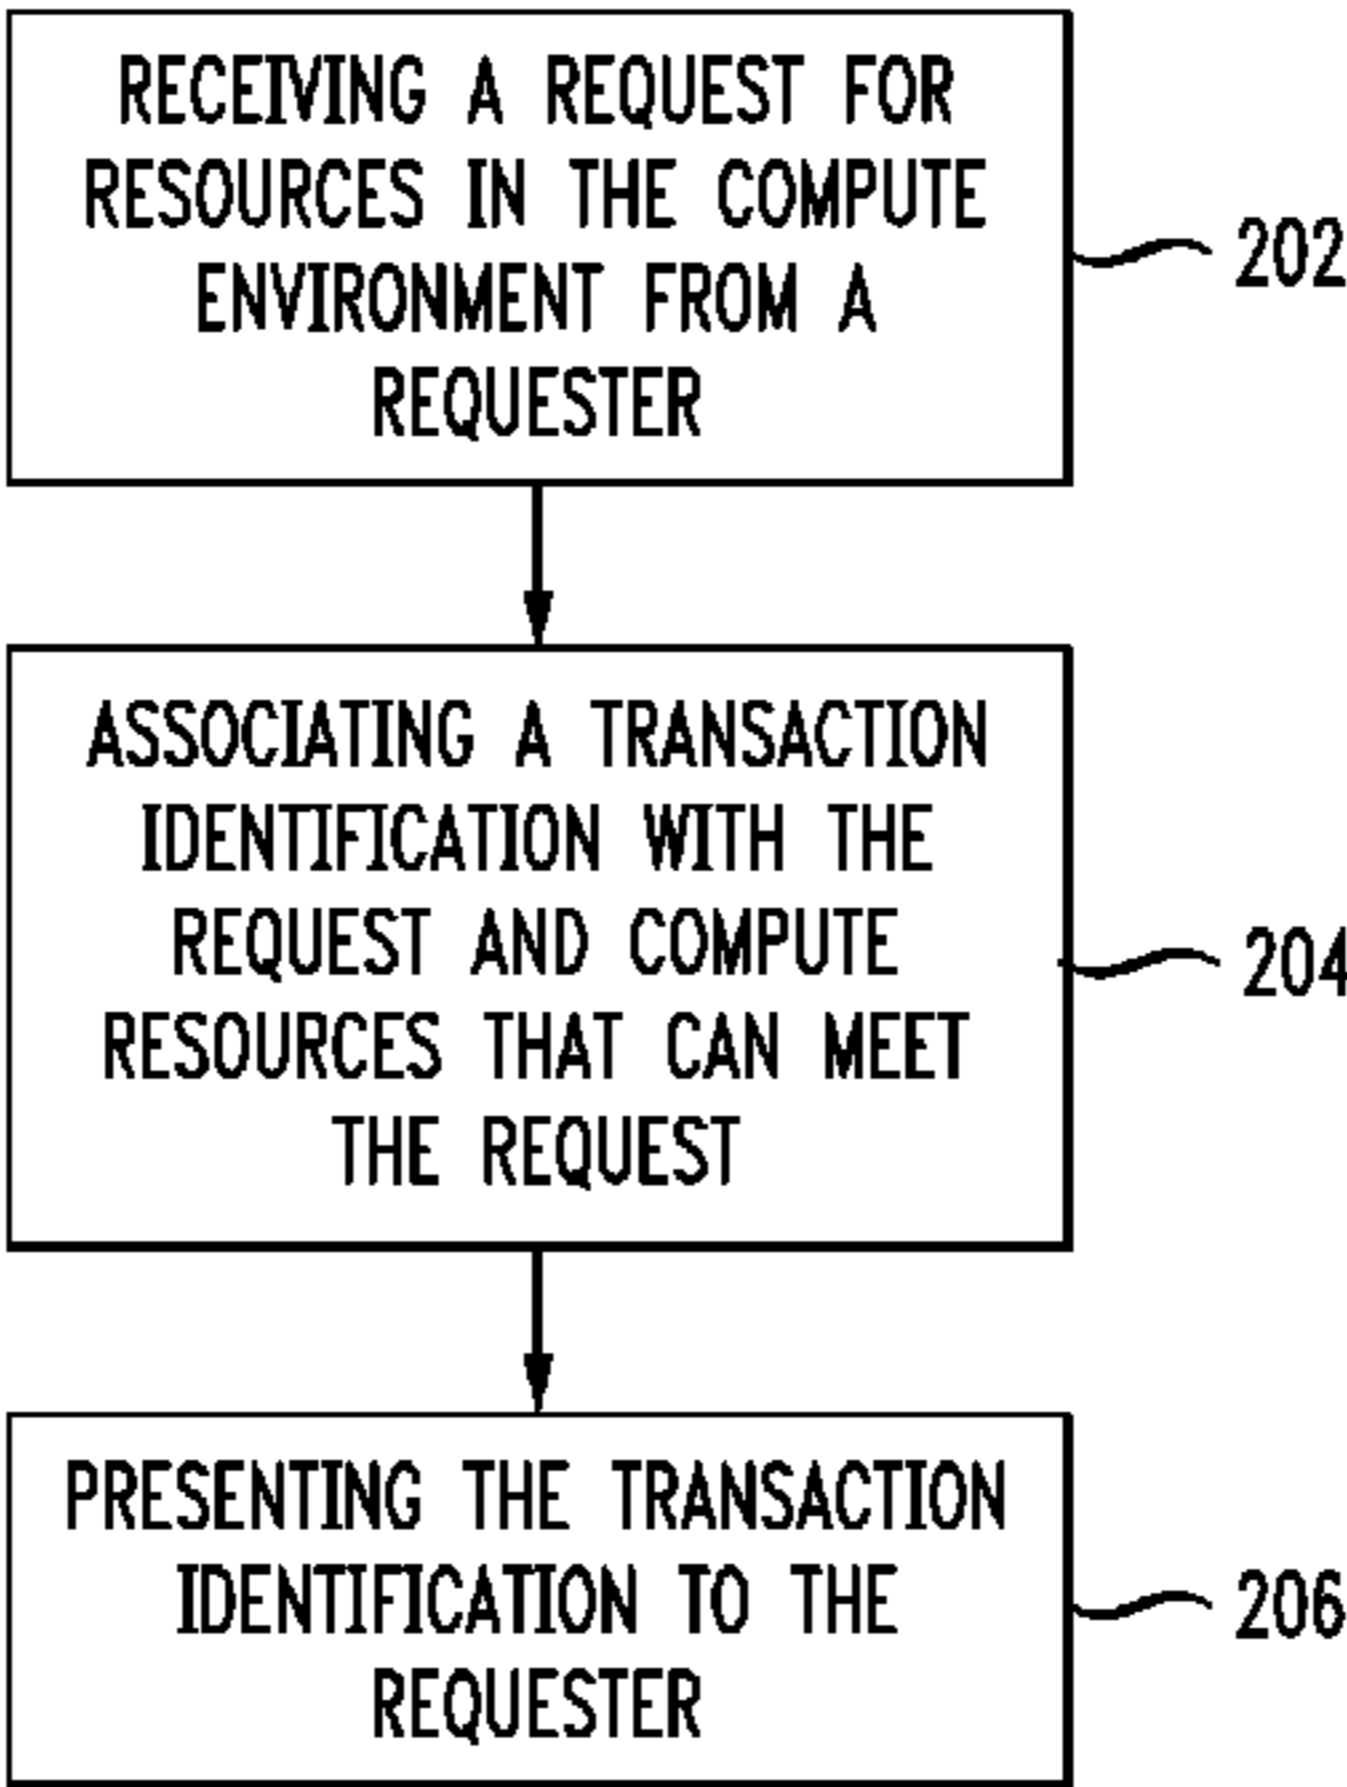 RECEIVING A REQUEST FOR
RESOURCES IN THE COMPUTE
ENVIRONMENT FROM A
REQUESTER
202
ASSOCIATING A TRANSACTION
IDENTIFICATION WITH THE
REQUEST AND COMPUTE
RESOURCES THAT CAN MEET
THE REQUEST
204
PRESENTING THE TRANSACTION
IDENTIFICATION TO THE
REQUESTER
206